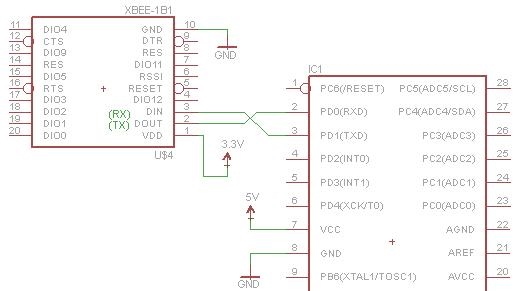 XBEE-1B1
11 DIO4 GND 10
12 CTS DTR 9
13 DIO9 RES 8
14 RES DIO11 7
15 DIO5 RSSI 6
16 RTS RESET 5
17 DIO3 DIO12 4
18 DIO2 (RX) DIN 3
19 DIO1 (TX) DOUT 2
20 DIO0 VDD 1
U$4
GND
3.3V
5V
GND
IC1
1 PC6(/RESET) PC5(ADC5/SCL) 28
2 PD0(RXD) PC4(ADC4/SDA) 27
3 PD1(TXD) PC3(ADC3) 26
4 PD2(INT0) PC2(ADC2) 25
5 PD3(INT1) PC1(ADC1) 24
6 PD4(XCK/T0) PC0(ADC0) 23
7 VCC AGND 22
8 GND AREF 21
9 PB6(XTAL1/TOSC1) AVCC 20